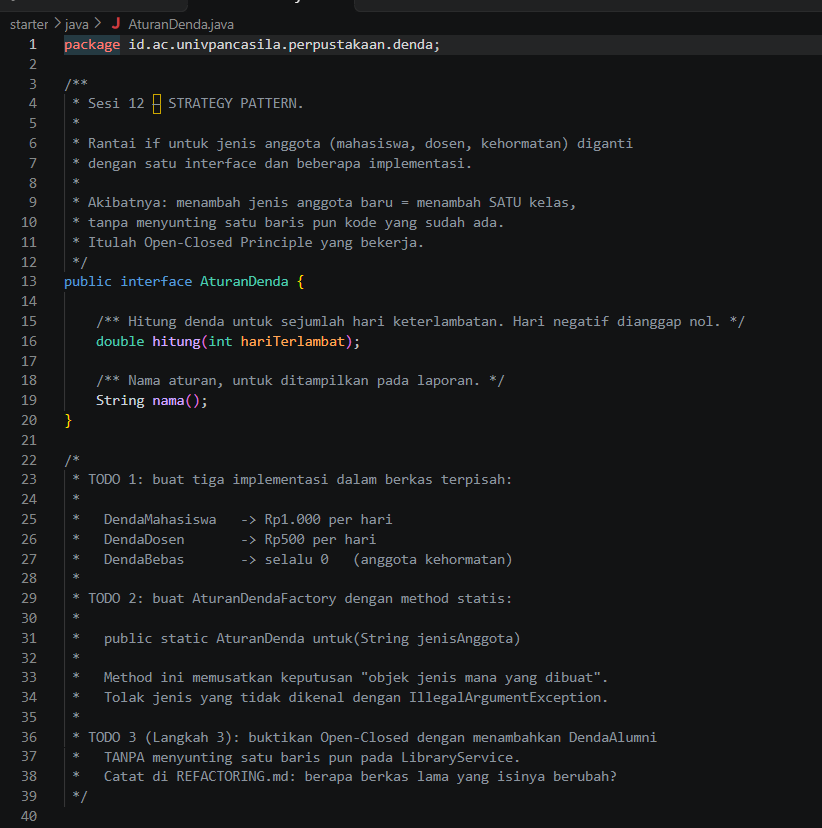 starter > java > J AturanDenda.java
1 package id.ac.univpancasila.perpustakaan.denda;
2
3 /**
4  * Sesi 12 – STRATEGY PATTERN.
5  *
6  * Rantai if untuk jenis anggota (mahasiswa, dosen, kehormatan) diganti
7  * dengan satu interface dan beberapa implementasi.
8  *
9  * Akibatnya: menambah jenis anggota baru = menambah SATU kelas,
10  * tanpa menyunting satu baris pun kode yang sudah ada.
11  * Itulah Open-Closed Principle yang bekerja.
12  */
13 public interface AturanDenda {
14
15     /** Hitung denda untuk sejumlah hari keterlambatan. Hari negatif dianggap nol. */
16     double hitung(int hariTerlambat);
17
18     /** Nama aturan, untuk ditampilkan pada laporan. */
19     String nama();
20 }
21
22 /*
23  * TODO 1: buat tiga implementasi dalam berkas terpisah:
24  *
25  *   DendaMahasiswa   -> Rp1.000 per hari
26  *   DendaDosen       -> Rp500 per hari
27  *   DendaBebas       -> selalu 0   (anggota kehormatan)
28  *
29  * TODO 2: buat AturanDendaFactory dengan method statis:
30  *
31  *   public static AturanDenda untuk(String jenisAnggota)
32  *
33  *   Method ini memusatkan keputusan "objek jenis mana yang dibuat".
34  *   Tolak jenis yang tidak dikenal dengan IllegalArgumentException.
35  *
36  * TODO 3 (Langkah 3): buktikan Open-Closed dengan menambahkan DendaAlumni
37  *   TANPA menyunting satu baris pun pada LibraryService.
38  *   Catat di REFACTORING.md: berapa berkas lama yang isinya berubah?
39  */
40